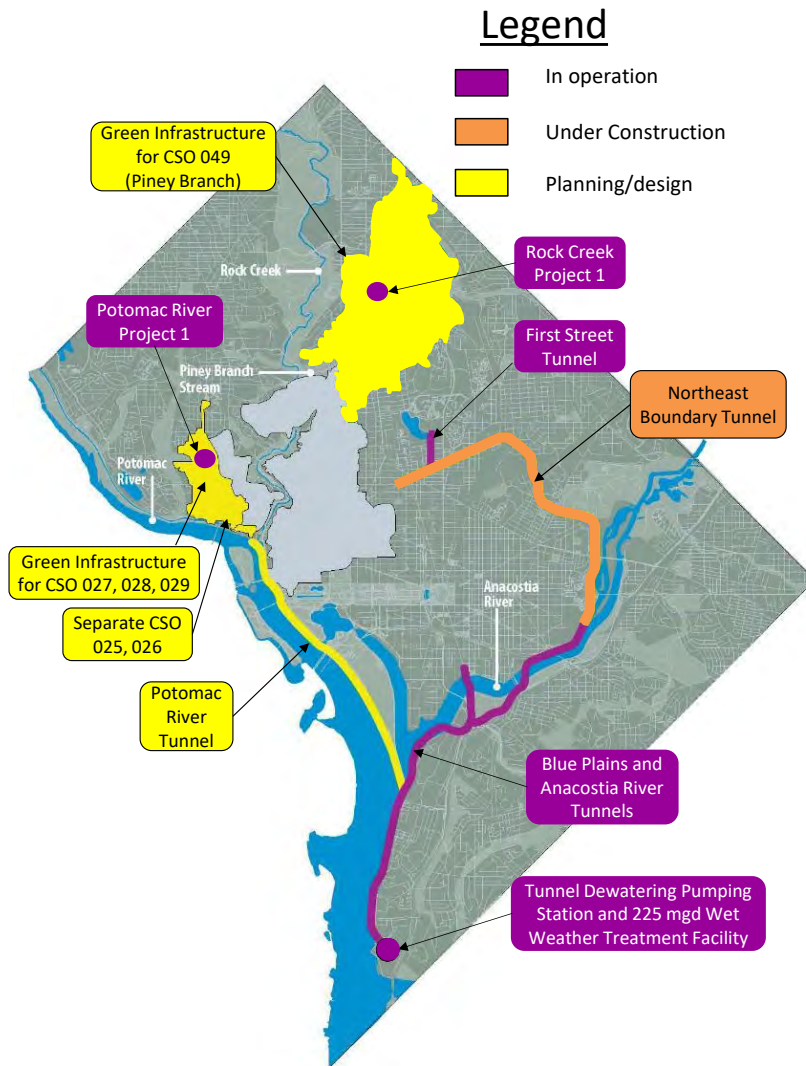 Legend
In operation
Under Construction
Planning/design
Green Infrastructure
for CSO 049
(Piney Branch)
Rock Creek
Rock Creek
Project 1
Potomac River
Project 1
First Street
Tunnel
Piney Branch
Stream
Northeast
Boundary Tunnel
Potomac
River
Green Infrastructure
for CSO 027, 028, 029
Anacostia
River
Separate CSO
025, 026
Potomac
River
Tunnel
Blue Plains and
Anacostia River
Tunnels
Tunnel Dewatering Pumping
Station and 225 mgd Wet
Weather Treatment Facility